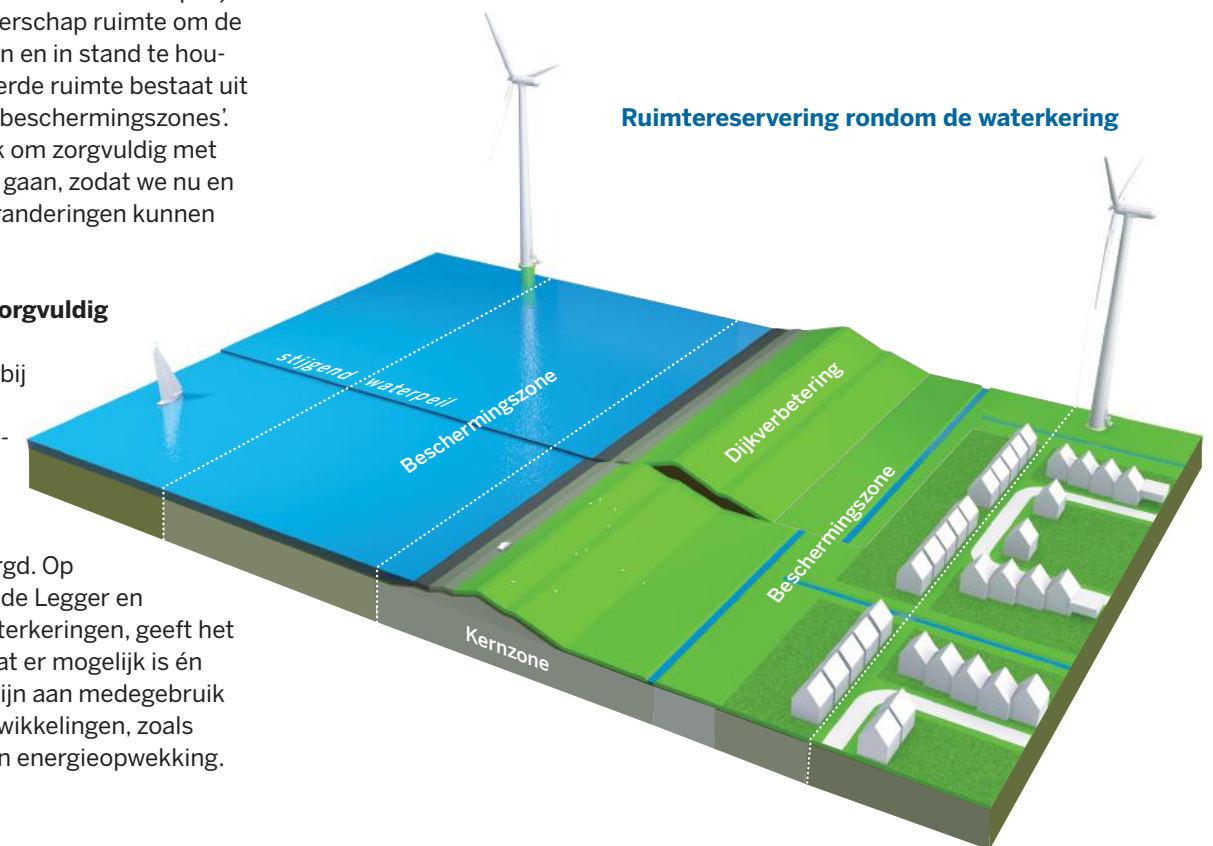 erschap ruimte om de
n en in stand te hou-
erde ruimte bestaat uit
beschermingszones’.
k om zorgvuldig met
gaan, zodat we nu en
randeringen kunnen
orgvuldig
bij
-
rgd. Op
de Legger en
terkeringen, geeft het
at er mogelijk is én
ijn aan medegebruik
wikkelingen, zoals
n energieopwekking.
Ruimtereservering rondom de waterkering
stijgend waterpeil
Beschermingszone
Dijkverbetering
Beschermingszone
Kernzone